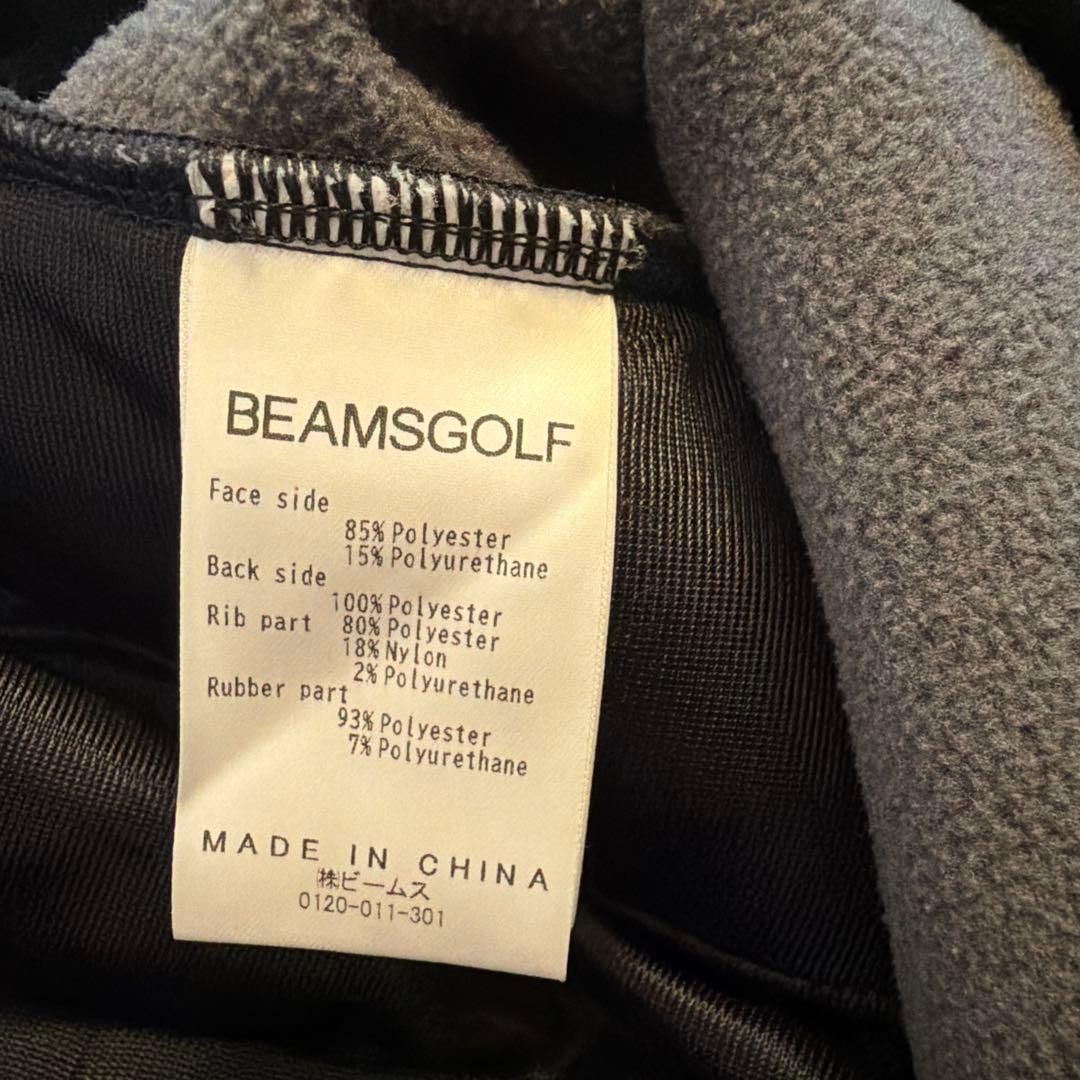 BEAMSGOLF
Face side
85% Polyester
15% Polyurethane
Back side
100% Polyester
Rib part 80% Polyester
18% Nylon
2% Polyurethane
Rubber part
93% Polyester
7% Polyurethane
MADE IN CHINA
㈱ビームス
0120-011-301